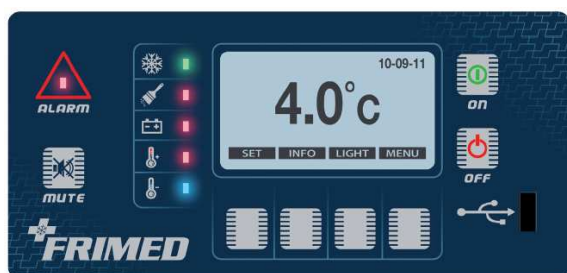 ALARM
MUTE
FRIMED
10-09-11
4.0°C
SET INFO LIGHT MENU
ON
OFF